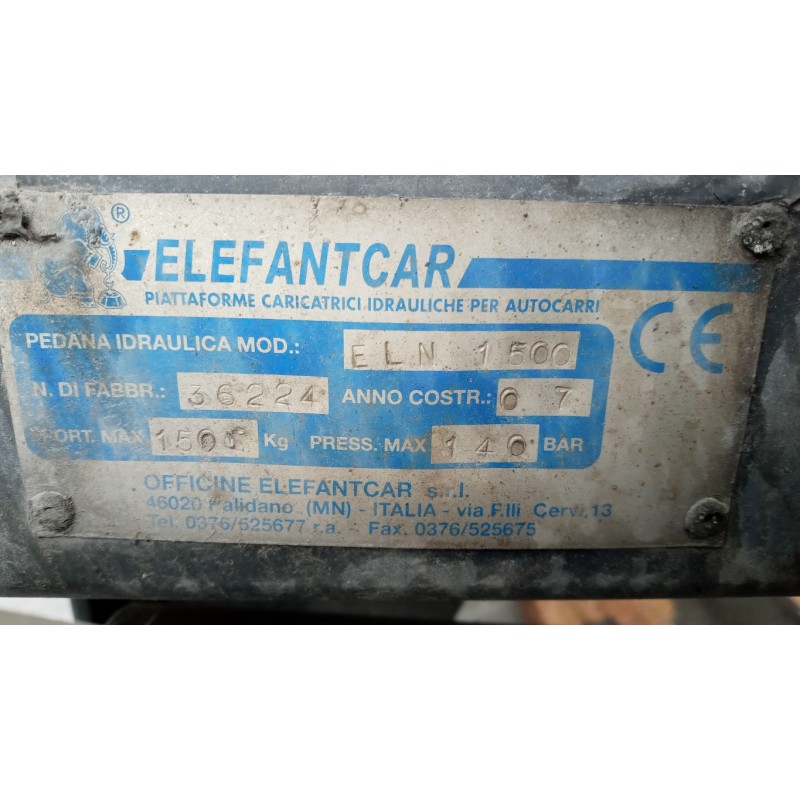 ®
ELEFANTCAR
PIATTAFORME CARICATRICI IDRAULICHE PER AUTOCARRI
CE
PEDANA IDRAULICA MOD.: ELN 1500
N. DI FABBR.: 36224 ANNO COSTR.: 07
PORT. MAX 1500 Kg PRESS. MAX 140 BAR
OFFICINE ELEFANTCAR s.r.l.
46020 Palidano (MN) - ITALIA - via F.lli Cervi, 13
Tel. 0376/525677 r.a. - Fax. 0376/525675